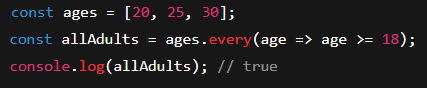 const ages = [20, 25, 30];
const allAdults = ages.every(age => age >= 18);
console.log(allAdults); // true